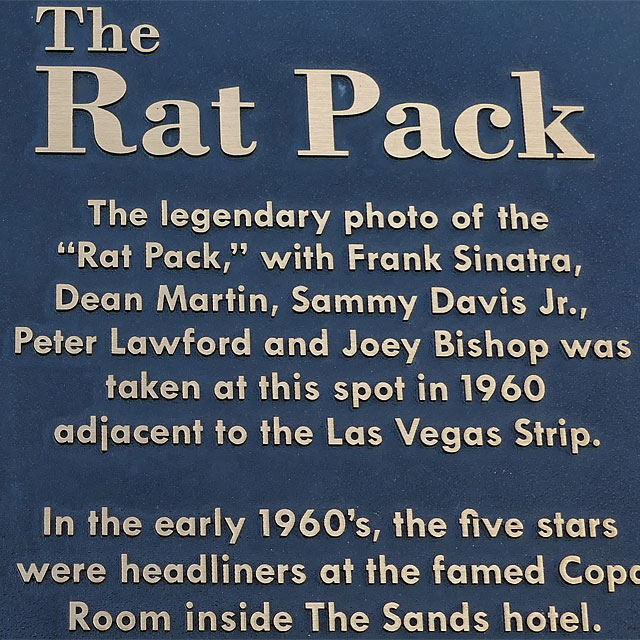 The
Rat Pack
The legendary photo of the
“Rat Pack,” with Frank Sinatra,
Dean Martin, Sammy Davis Jr.,
Peter Lawford and Joey Bishop was
taken at this spot in 1960
adjacent to the Las Vegas Strip.
In the early 1960’s, the five stars
were headliners at the famed Copa
Room inside The Sands hotel.